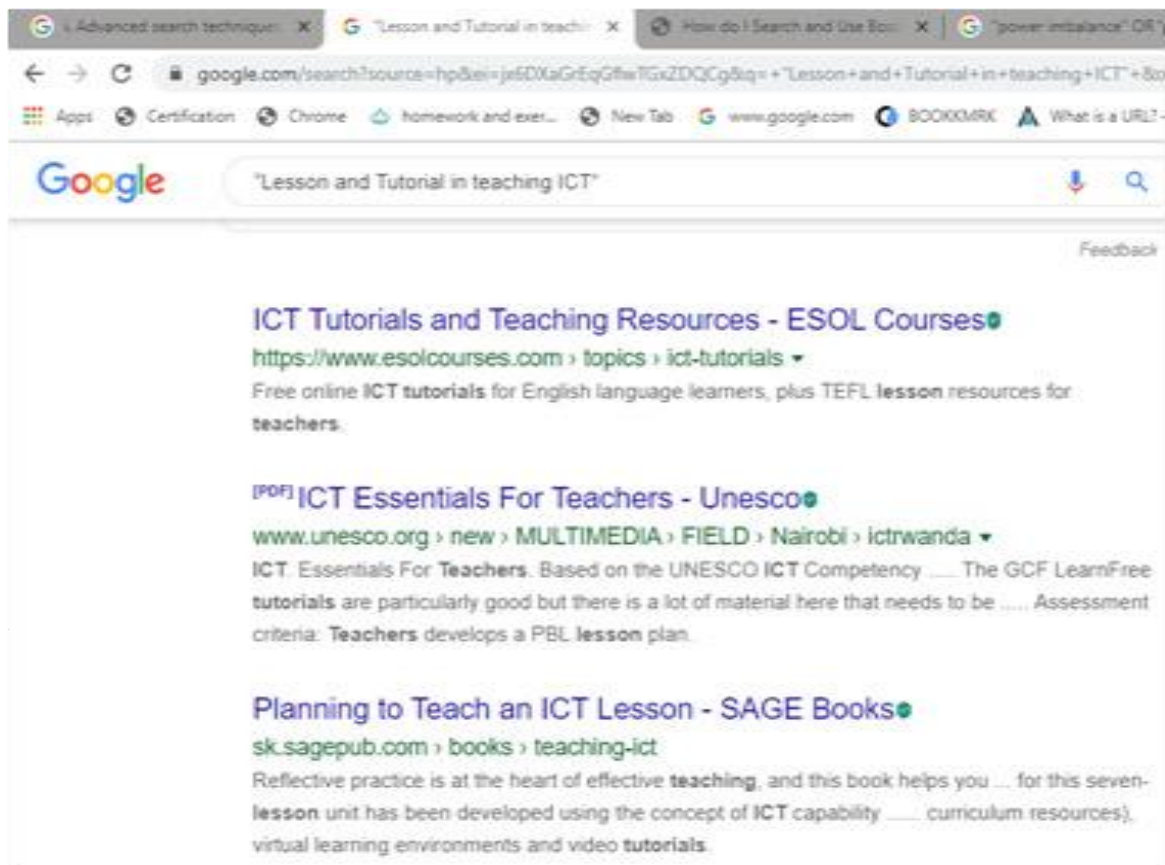 Advanced search technique
"Lesson and Tutorial in teachi
How do I Search and Use Boo
"power imbalance" OR "p
google.com/search?source=hp&ei=
&q=+"Lesson+and+Tutorial+in+teaching+ICT"+
Apps Certification Chrome homework and exer... New Tab www.google.com BOOKKMRK What is a URL? -
Google "Lesson and Tutorial in teaching ICT"
Feedback
ICT Tutorials and Teaching Resources - ESOL Courses
https://www.esolcourses.com › topics › ict-tutorials
Free online ICT tutorials for English language learners, plus TEFL lesson resources for
teachers.
[PDF] ICT Essentials For Teachers - Unesco
www.unesco.org › new › MULTIMEDIA › FIELD › Nairobi › ictrwanda
ICT. Essentials For Teachers. Based on the UNESCO ICT Competency ..... The GCF LearnFree
tutorials are particularly good but there is a lot of material here that needs to be ..... Assessment
criteria: Teachers develops a PBL lesson plan.
Planning to Teach an ICT Lesson - SAGE Books
sk.sagepub.com › books › teaching-ict
Reflective practice is at the heart of effective teaching, and this book helps you ... for this seven-
lesson unit has been developed using the concept of ICT capability ..... curriculum resources),
virtual learning environments and video tutorials.